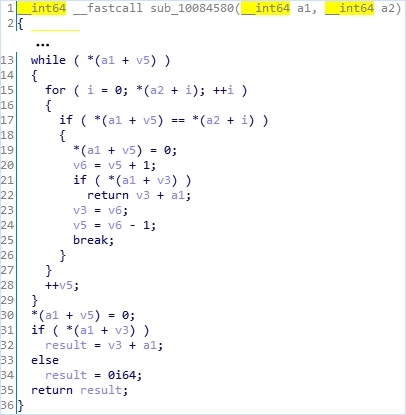 1 __int64 __fastcall sub_10084580(__int64 a1, __int64 a2)
2 {
...
13 while ( *(a1 + v5) )
14 {
15 for ( i = 0; *(a2 + i); ++i )
16 {
17 if ( *(a1 + v5) == *(a2 + i) )
18 {
19 *(a1 + v5) = 0;
20 v6 = v5 + 1;
21 if ( *(a1 + v3) )
22 return v3 + a1;
23 v3 = v6;
24 v5 = v6 - 1;
25 break;
26 }
27 }
28 ++v5;
29 }
30 *(a1 + v5) = 0;
31 if ( *(a1 + v3) )
32 result = v3 + a1;
33 else
34 result = 0i64;
35 return result;
36 }